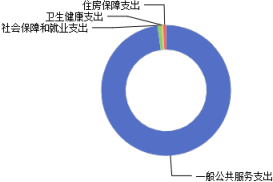 住房保障支出
卫生健康支出
社会保障和就业支出
一般公共服务支出